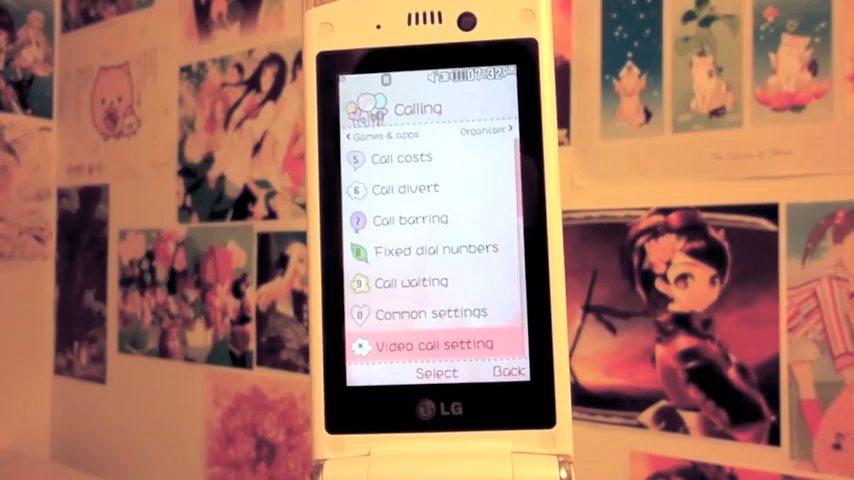 07:32pm
Calling
Games & apps Organiser
5 Call costs
6 Call divert
7 Call barring
8 Fixed dial numbers
9 Call waiting
0 Common settings
* Video call setting
Select Back
LG